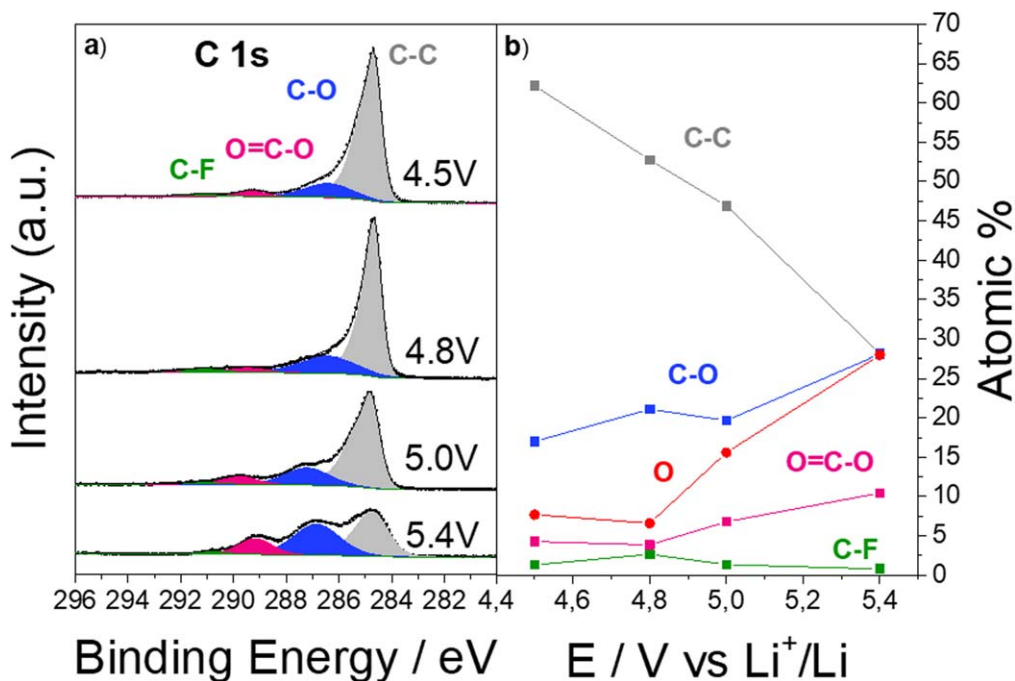 a)
C 1s
C-C
C-O
O=C-O
C-F
4.5V
4.8V
5.0V
5.4V
Intensity (a.u.)
296 294 292 290 288 286 284 282
Binding Energy / eV
b)
C-C
C-O
O
O=C-O
C-F
70
65
60
55
50
45
40
35
30
25
20
15
10
5
0
Atomic %
4,4 4,6 4,8 5,0 5,2 5,4
E / V vs Li⁺/Li